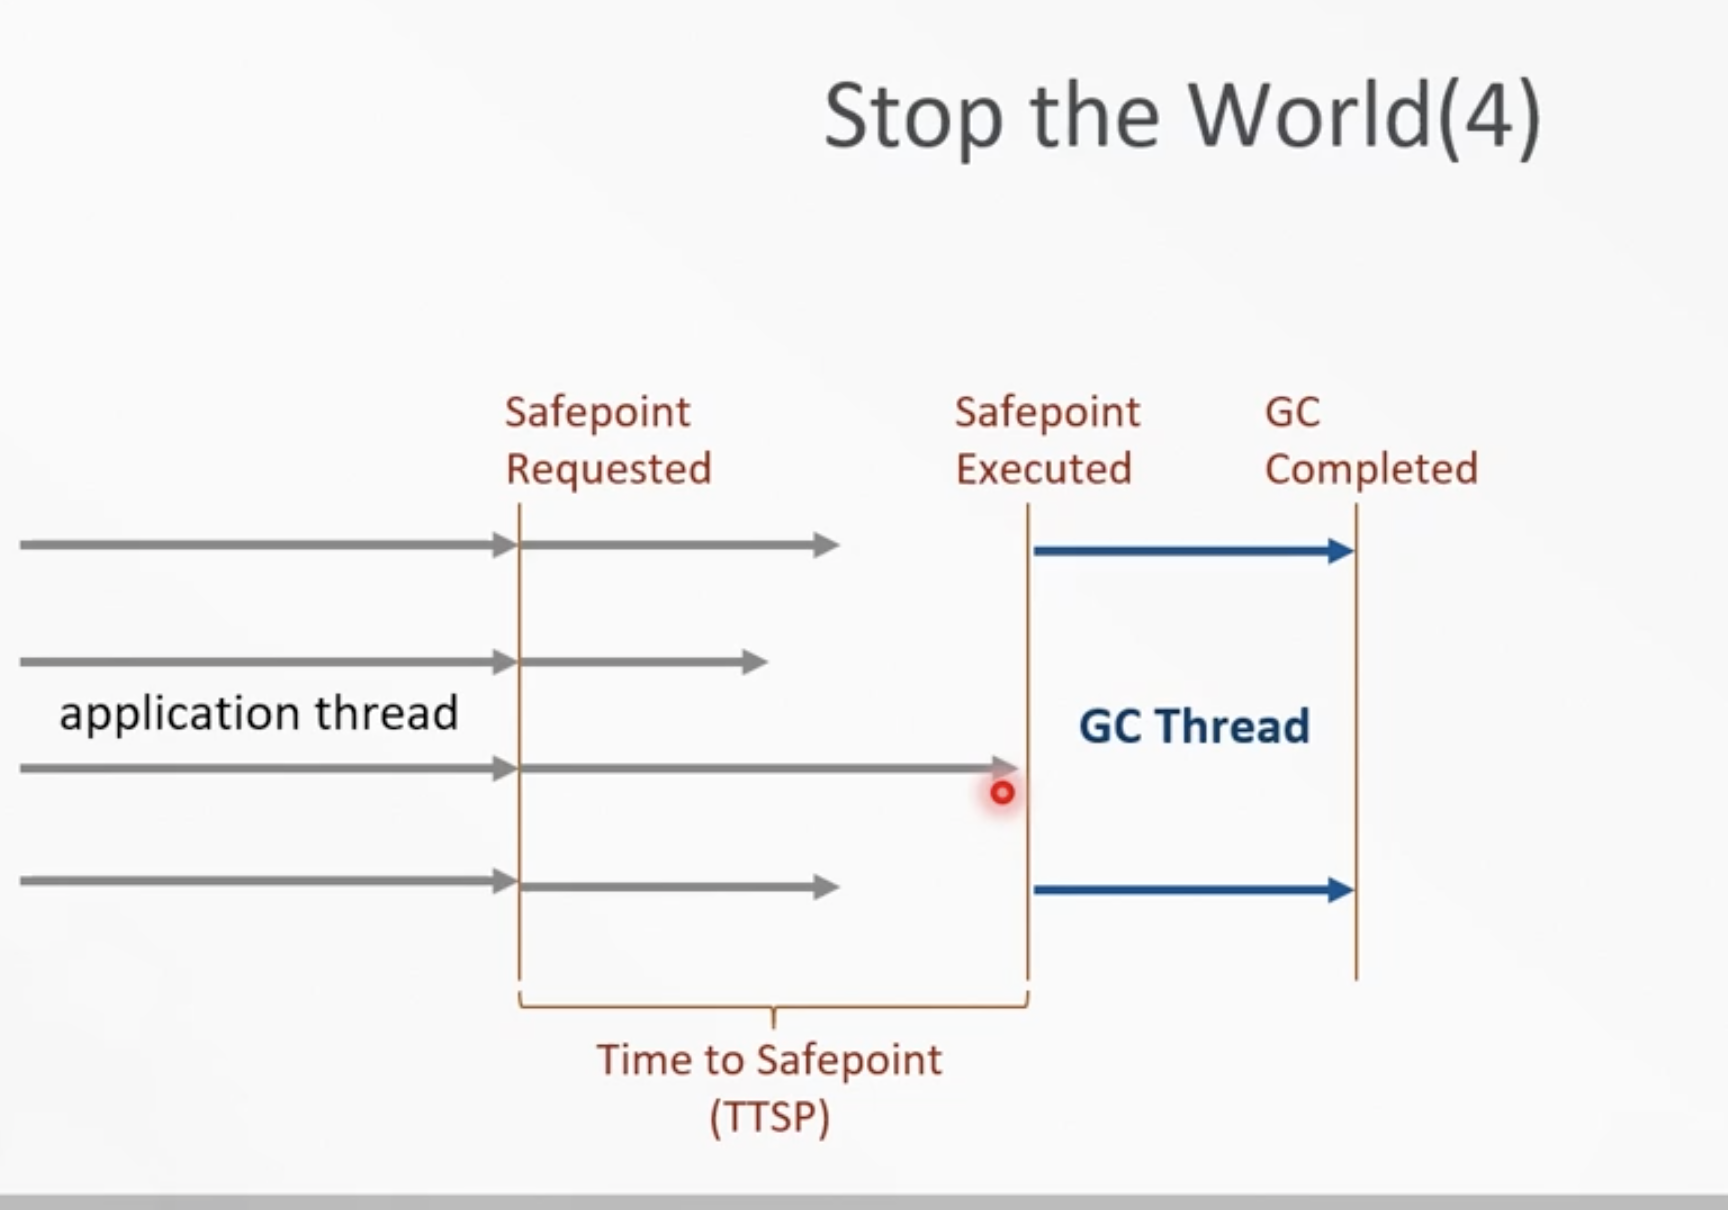 Stop the World(4)
Safepoint
Requested
Safepoint
Executed
GC
Completed
application thread
GC Thread
Time to Safepoint
(TTSP)